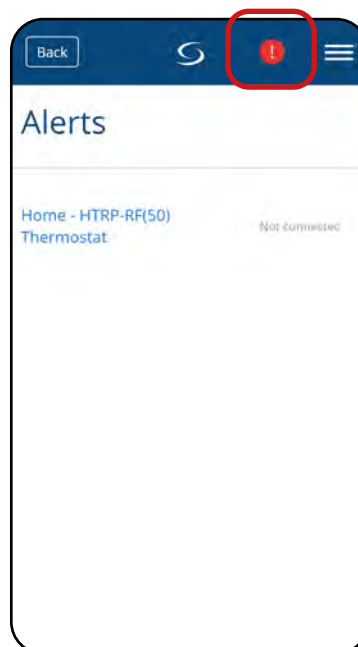 Back
!
Alerts
Home - HTRP-RF(50)
Thermostat
Not connected